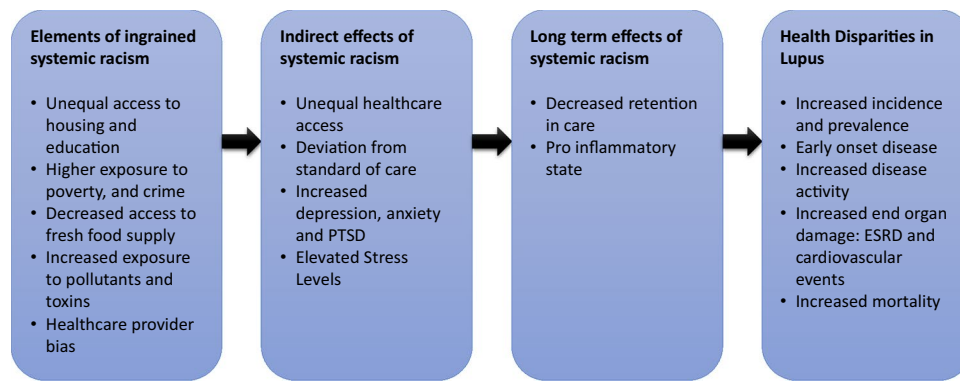 Elements of ingrained
systemic racism
• Unequal access to
housing and
education
• Higher exposure to
poverty, and crime
• Decreased access to
fresh food supply
• Increased exposure
to pollutants and
toxins
• Healthcare provider
bias
Indirect effects of
systemic racism
• Unequal healthcare
access
• Deviation from
standard of care
• Increased
depression, anxiety
and PTSD
• Elevated Stress
Levels
Long term effects of
systemic racism
• Decreased retention
in care
• Pro inflammatory
state
Health Disparities in
Lupus
• Increased incidence
and prevalence
• Early onset disease
• Increased disease
activity
• Increased end organ
damage: ESRD and
cardiovascular
events
• Increased mortality